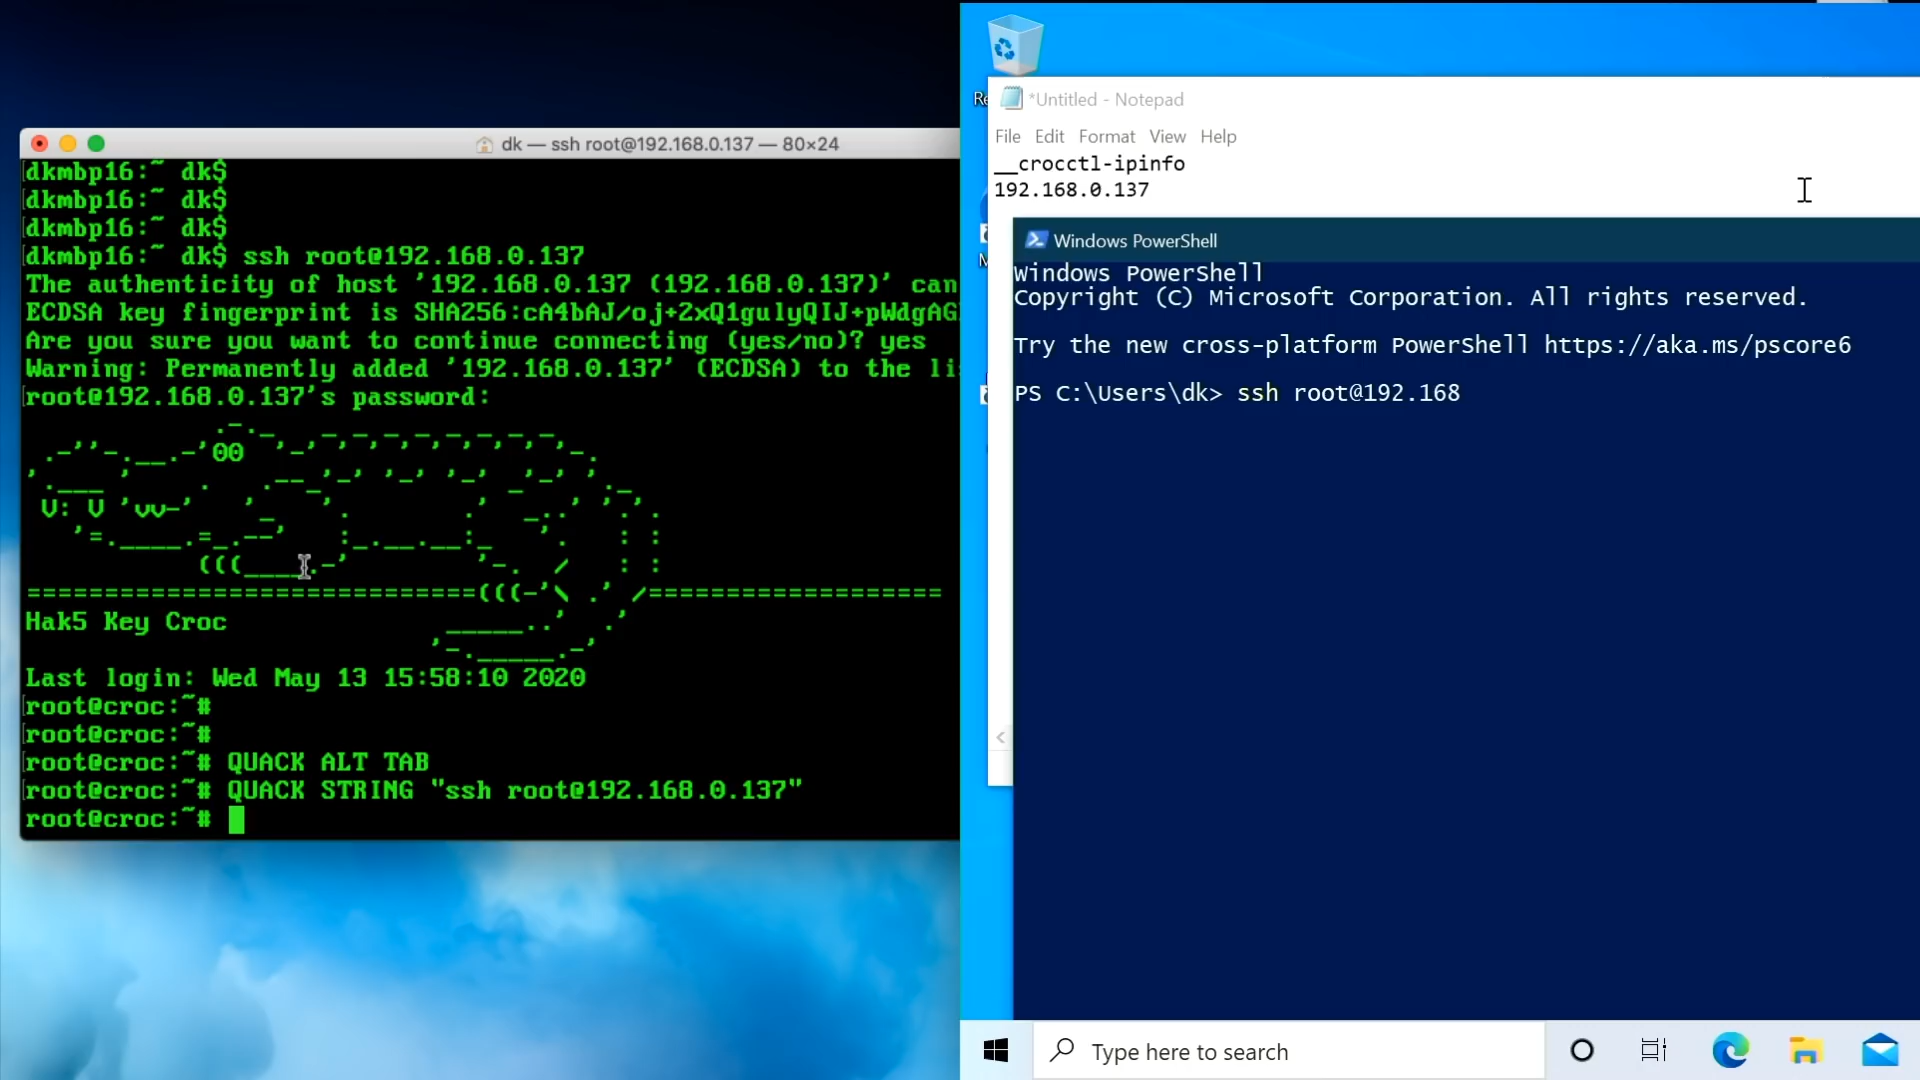 dk — ssh root@192.168.0.137 — 80×24
dkmbp16:~ dk$
dkmbp16:~ dk$
dkmbp16:~ dk$
dkmbp16:~ dk$ ssh root@192.168.0.137
The authenticity of host '192.168.0.137 (192.168.0.137)' can
ECDSA key fingerprint is SHA256:cA4bAJ/oj+2xQ1gulyQIJ+pWdgAG
Are you sure you want to continue connecting (yes/no)? yes
Warning: Permanently added '192.168.0.137' (ECDSA) to the li
root@192.168.0.137's password:
Hak5 Key Croc
Last login: Wed May 13 15:58:10 2020
root@croc:~#
root@croc:~#
root@croc:~# QUACK ALT TAB
root@croc:~# QUACK STRING "ssh root@192.168.0.137"
root@croc:~#
Re
*Untitled - Notepad
File Edit Format View Help
__crocctl-ipinfo
192.168.0.137
M
Windows PowerShell
Windows PowerShell
Copyright (C) Microsoft Corporation. All rights reserved.
Try the new cross-platform PowerShell https://aka.ms/pscore6
PS C:\Users\dk> ssh root@192.168
Type here to search